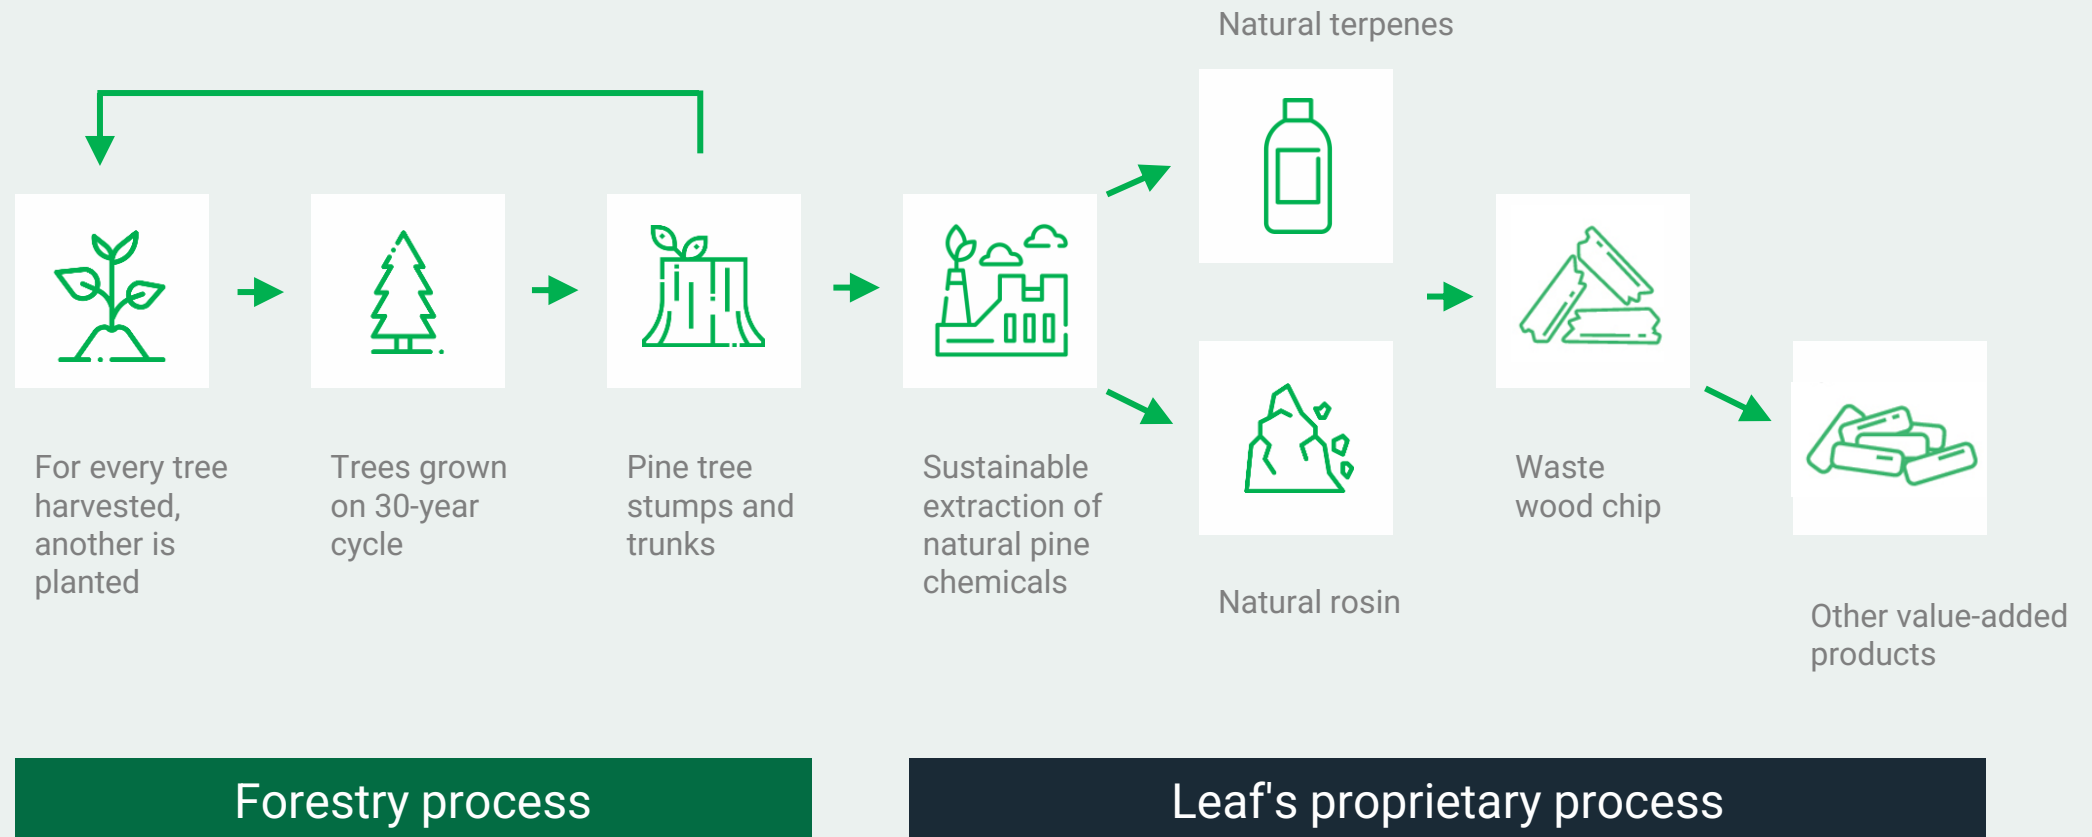 Natural terpenes
For every tree
harvested,
another is
planted
Trees grown
on 30-year
cycle
Pine tree
stumps and
trunks
Sustainable
extraction of
natural pine
chemicals
Natural rosin
Waste
wood chip
Other value-added
products
Forestry process
Leaf's proprietary process